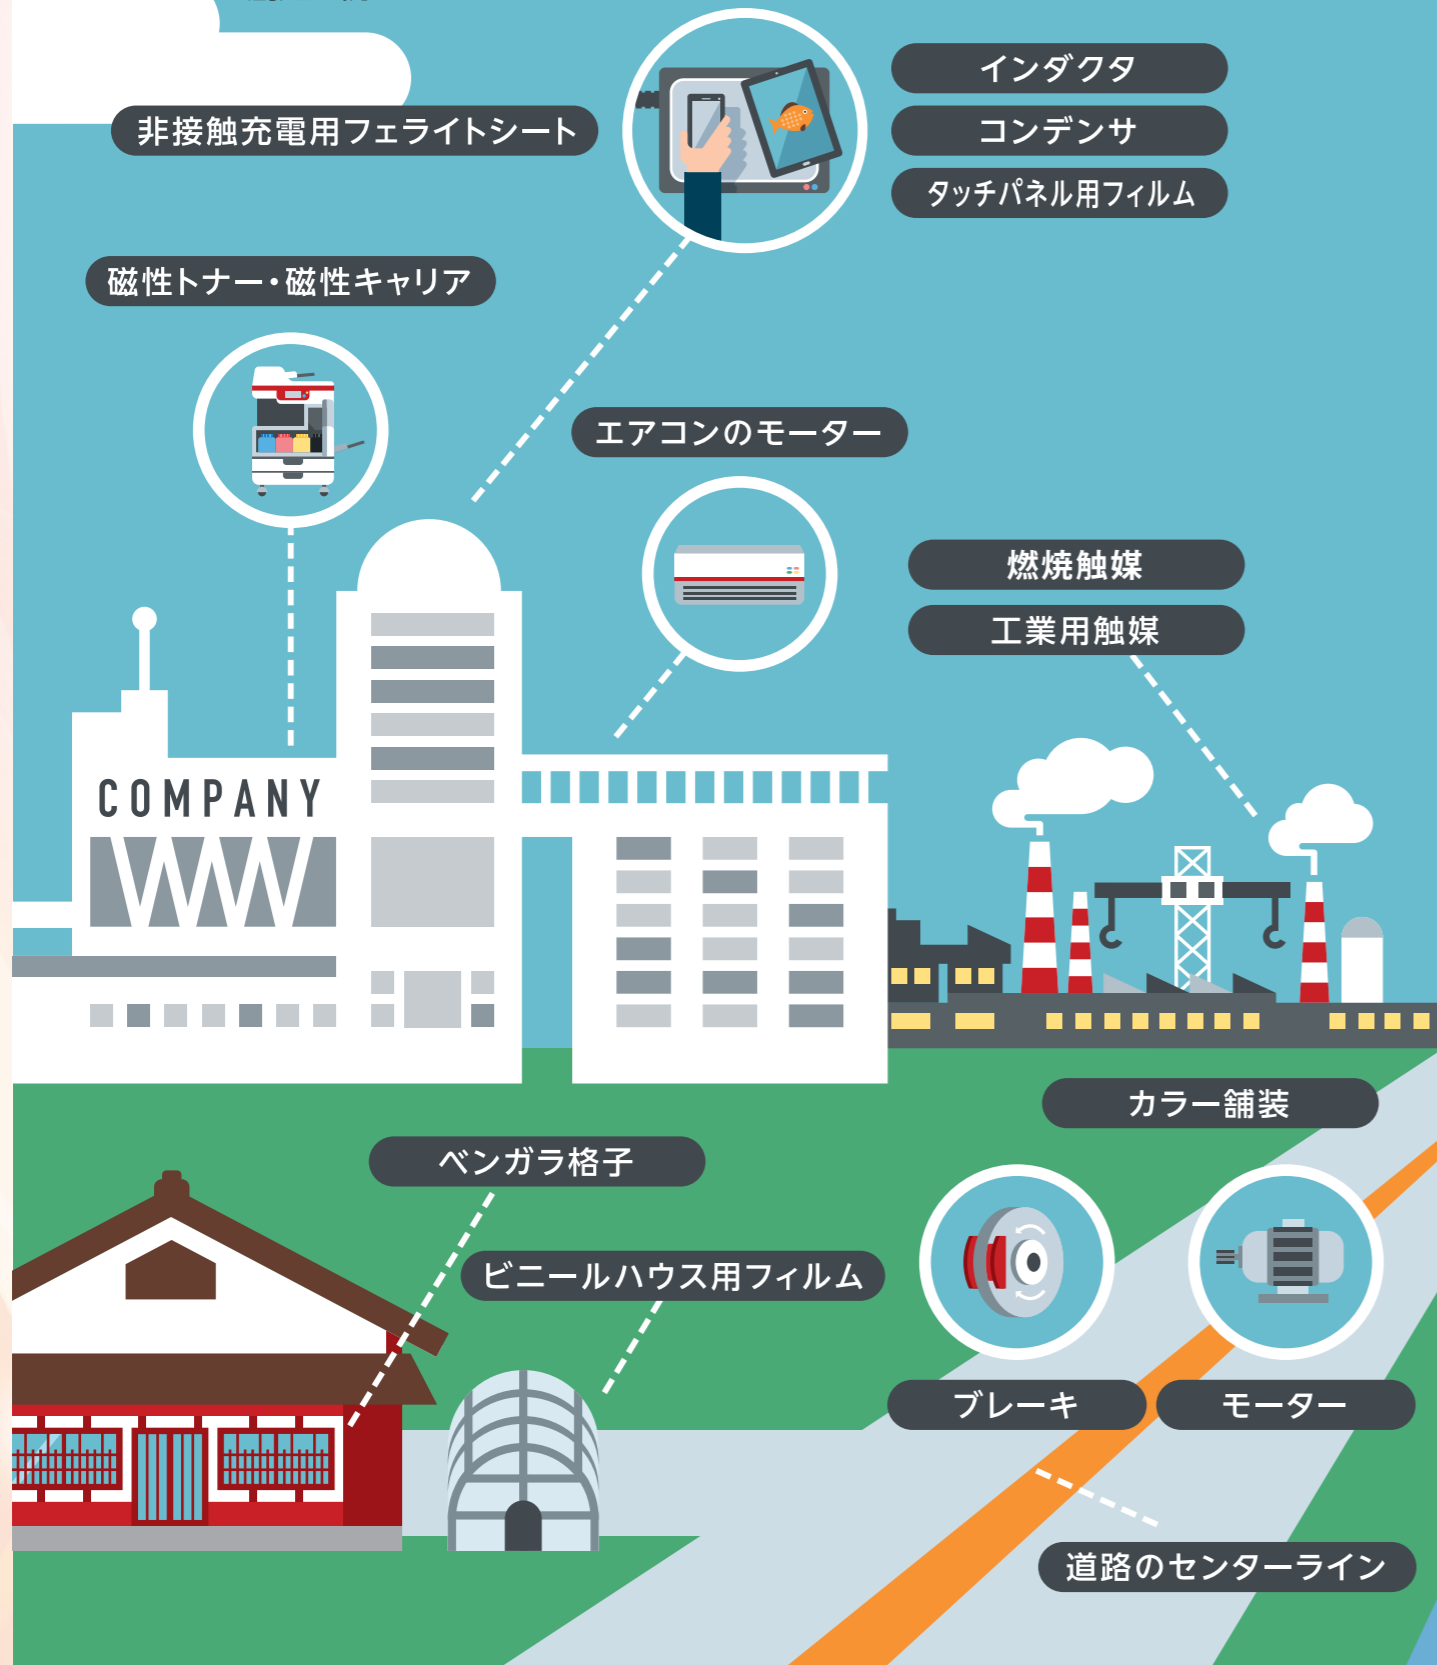 非接触充電用フェライトシート
インダクタ
コンデンサ
タッチパネル用フィルム
磁性トナー・磁性キャリア
エアコンのモーター
燃焼触媒
工業用触媒
COMPANY
カラー舗装
ベンガラ格子
ビニールハウス用フィルム
ブレーキ
モーター
道路のセンターライン